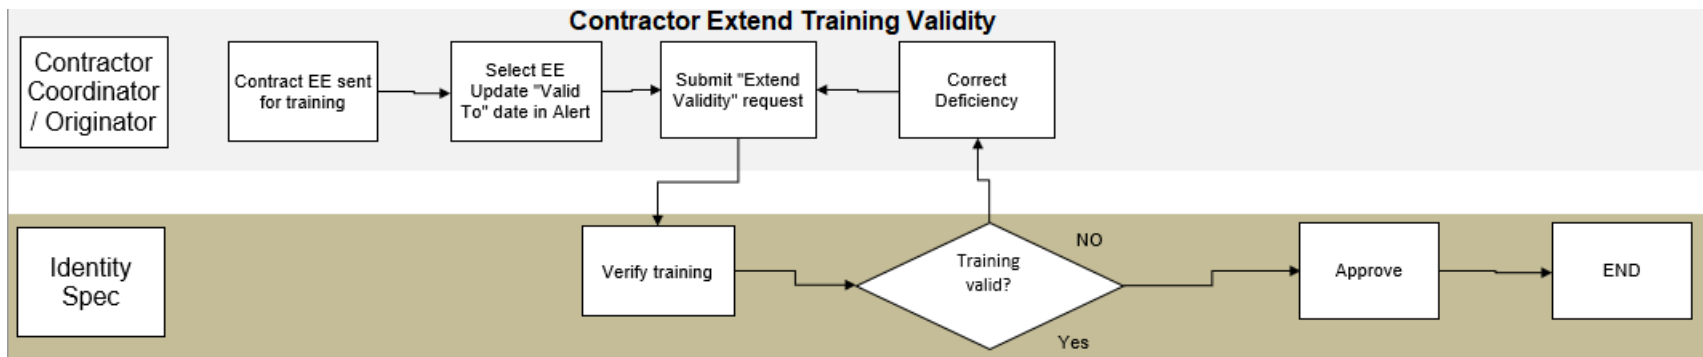 Contractor Extend Training Validity
Contractor
Coordinator
/ Originator
Contract EE sent
for training
Select EE
Update "Valid
To" date in Alert
Submit "Extend
Validity" request
Correct
Deficiency
Identity
Spec
Verify training
Training
valid?
NO
Yes
Approve
END